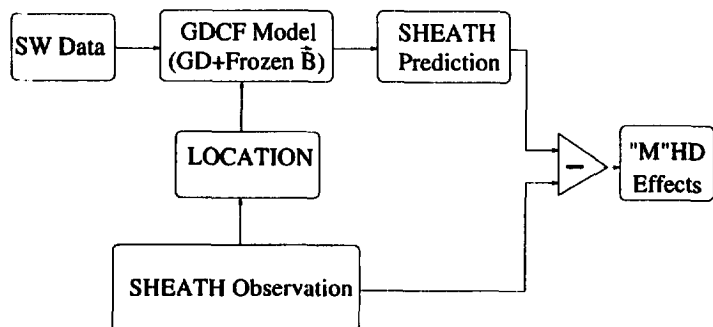 SW Data
GDCF Model
(GD+Frozen B⃗)
SHEATH
Prediction
LOCATION
−
"M"HD
Effects
SHEATH Observation